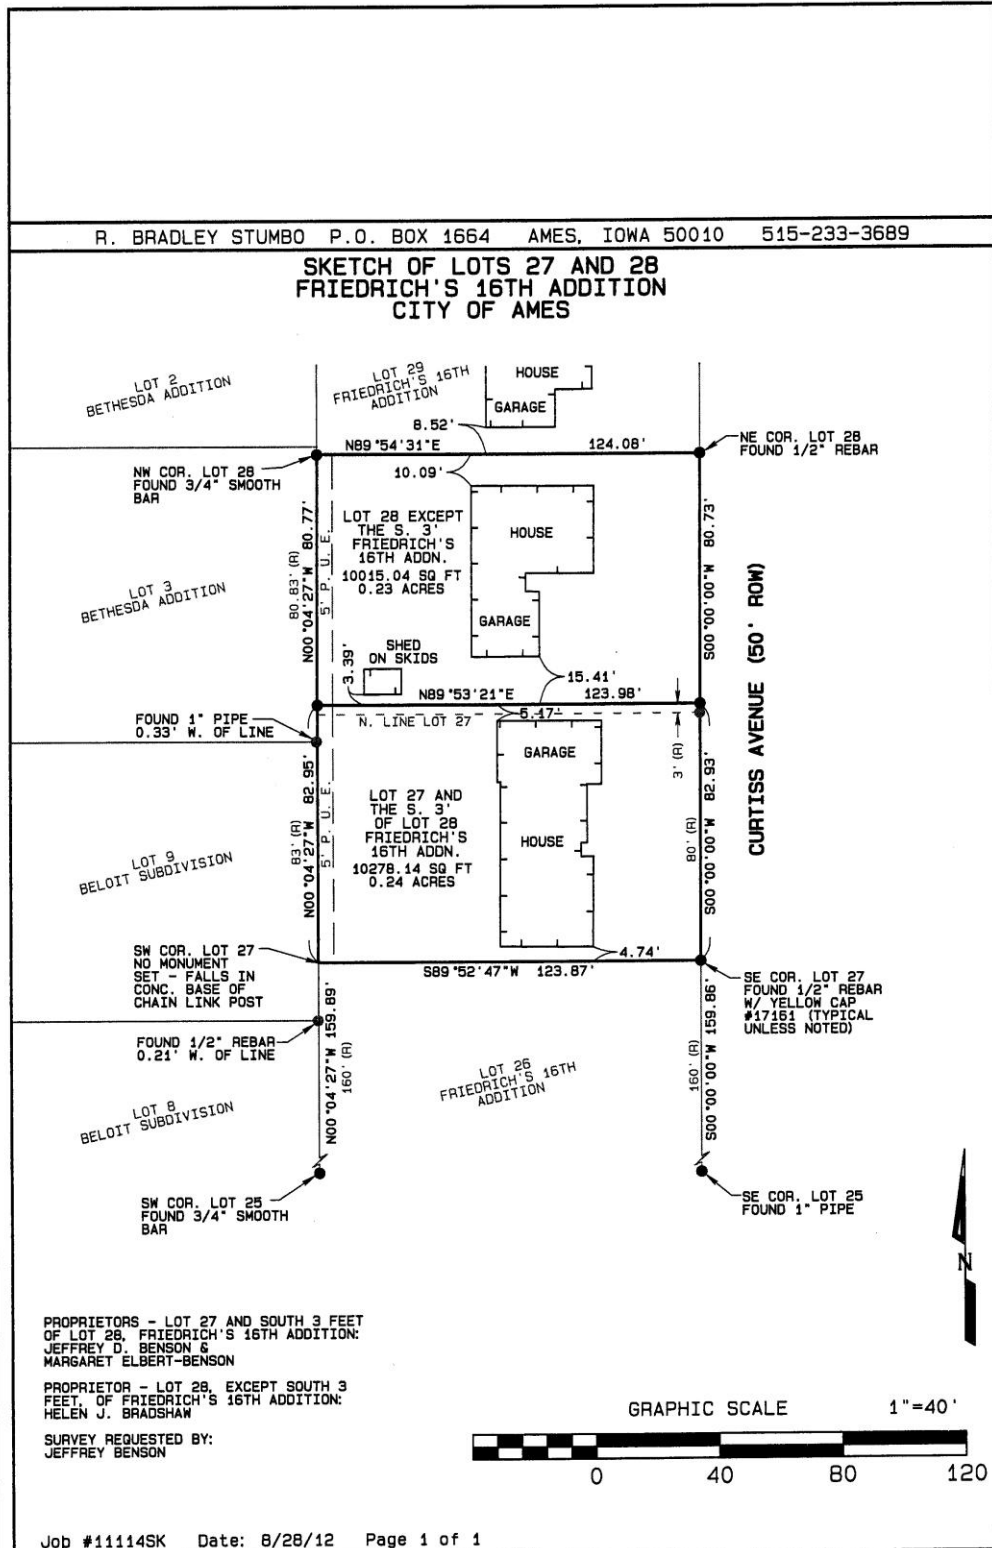 R. BRADLEY STUMBO P.O. BOX 1664 AMES, IOWA 50010 515-233-3689
SKETCH OF LOTS 27 AND 28
FRIEDRICH'S 16TH ADDITION
CITY OF AMES
LOT 2
BETHESDA ADDITION
LOT 29
FRIEDRICH'S 16TH
ADDITION
HOUSE
GARAGE
8.52'
N89°54'31"E 124.08'
NE COR. LOT 28
FOUND 1/2" REBAR
NW COR. LOT 28
FOUND 3/4" SMOOTH
BAR
10.09'
LOT 28 EXCEPT
THE S. 3'
FRIEDRICH'S
16TH ADDN.
10015.04 SQ FT
0.23 ACRES
HOUSE
GARAGE
80.83' (R)
N00°04'27"W 80.77'
5' P. U. E.
S00°00'00"W 80.73'
CURTISS AVENUE (50' ROW)
LOT 3
BETHESDA ADDITION
SHED
ON SKIDS
3.39'
15.41'
N89°53'21"E 123.98'
N. LINE LOT 27
5.17'
3' (R)
FOUND 1" PIPE
0.33' W. OF LINE
GARAGE
HOUSE
LOT 27 AND
THE S. 3'
OF LOT 28
FRIEDRICH'S
16TH ADDN.
10278.14 SQ FT
0.24 ACRES
83' (R)
N00°04'27"W 82.95'
5' P. U. E.
80' (R)
S00°00'00"W 82.93'
LOT 9
BELOIT SUBDIVISION
SW COR. LOT 27
NO MONUMENT
SET - FALLS IN
CONC. BASE OF
CHAIN LINK POST
4.74'
S89°52'47"W 123.87'
SE COR. LOT 27
FOUND 1/2" REBAR
W/ YELLOW CAP
#17161 (TYPICAL
UNLESS NOTED)
FOUND 1/2" REBAR
0.21' W. OF LINE
N00°04'27"W 159.89'
160' (R)
LOT 26
FRIEDRICH'S 16TH
ADDITION
160' (R)
S00°00'00"W 159.86'
LOT 8
BELOIT SUBDIVISION
SW COR. LOT 25
FOUND 3/4" SMOOTH
BAR
SE COR. LOT 25
FOUND 1" PIPE
N
PROPRIETORS - LOT 27 AND SOUTH 3 FEET
OF LOT 28, FRIEDRICH'S 16TH ADDITION:
JEFFREY D. BENSON &
MARGARET ELBERT-BENSON
PROPRIETOR - LOT 28, EXCEPT SOUTH 3
FEET, OF FRIEDRICH'S 16TH ADDITION:
HELEN J. BRADSHAW
SURVEY REQUESTED BY:
JEFFREY BENSON
GRAPHIC SCALE 1"=40'
0 40 80 120
Job #11114SK Date: 8/28/12 Page 1 of 1